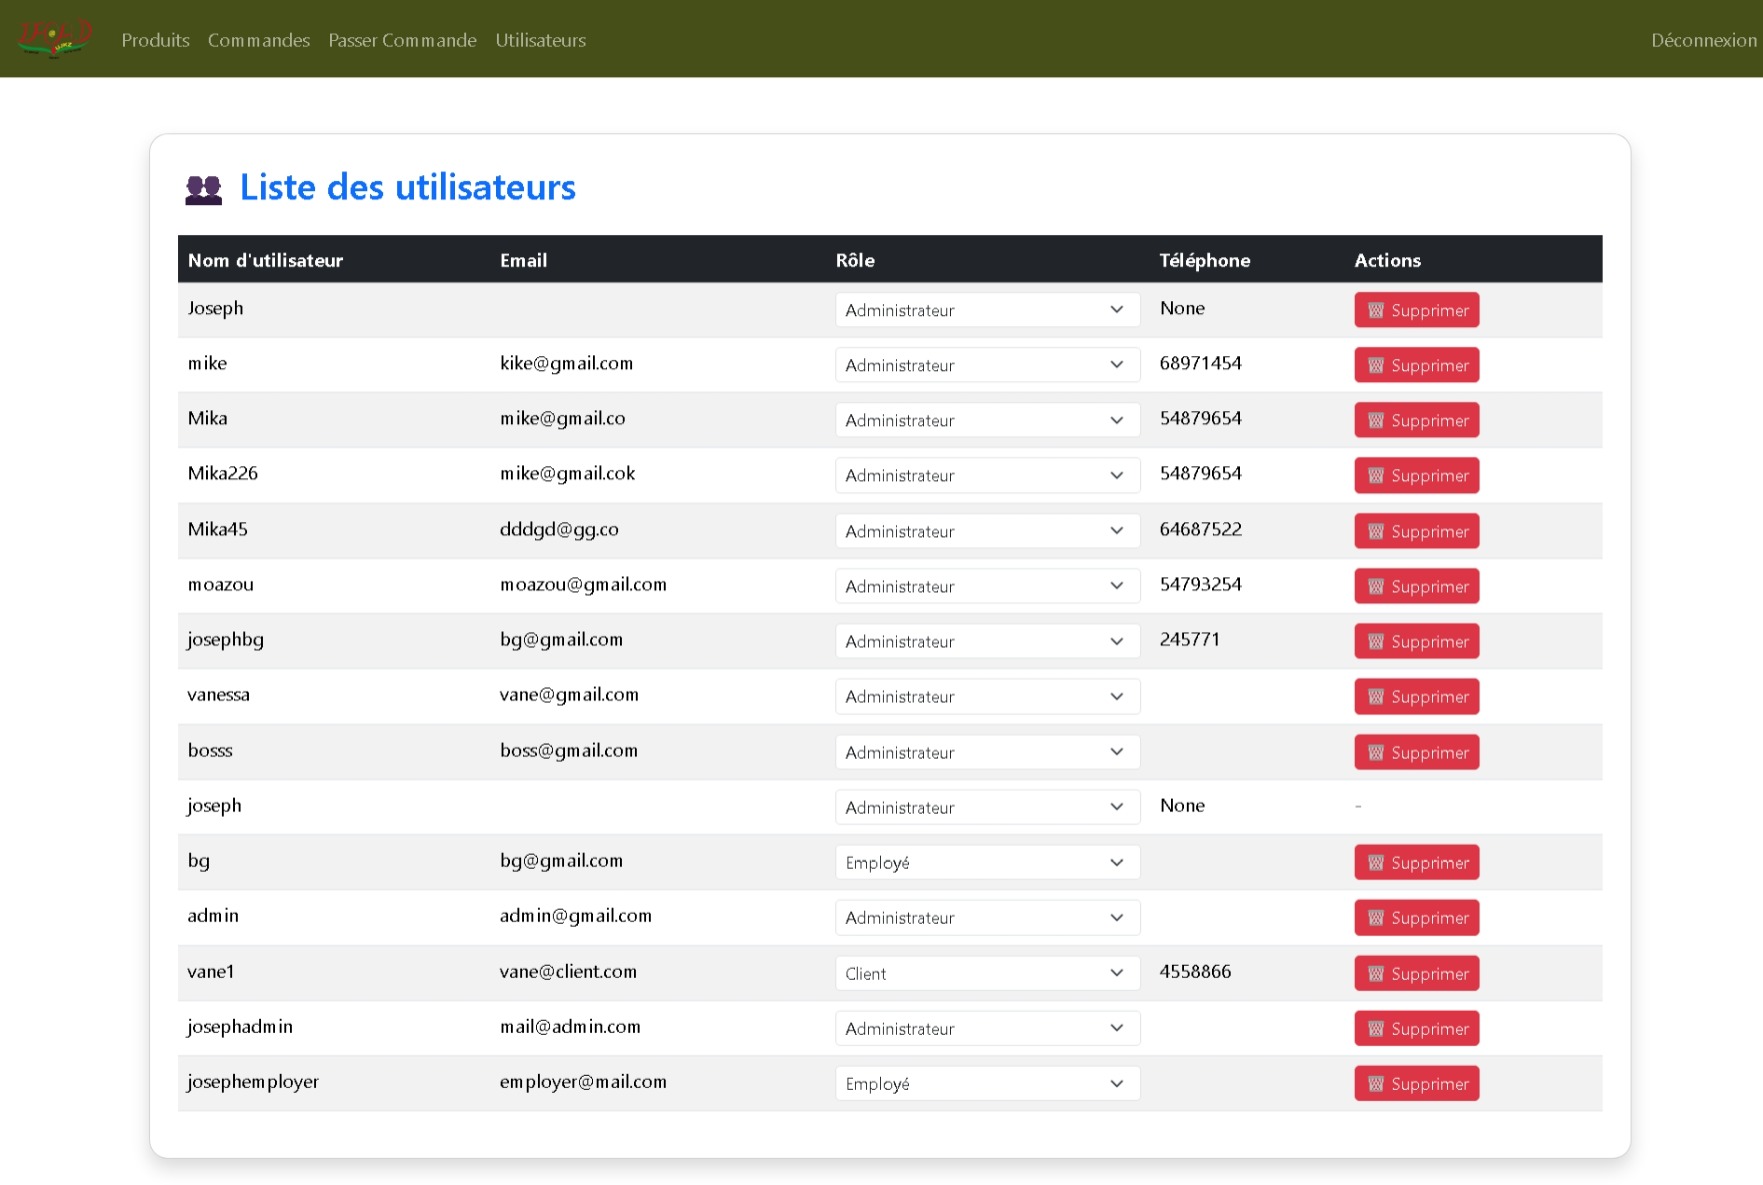 Produits Commandes Passer Commande Utilisateurs Déconnexion
Liste des utilisateurs
Nom d'utilisateur Email Rôle Téléphone Actions
Joseph Administrateur None Supprimer
mike kike@gmail.com Administrateur 68971454 Supprimer
Mika mike@gmail.co Administrateur 54879654 Supprimer
Mika226 mike@gmail.cok Administrateur 54879654 Supprimer
Mika45 dddgd@gg.co Administrateur 64687522 Supprimer
moazou moazou@gmail.com Administrateur 54793254 Supprimer
josephbg bg@gmail.com Administrateur 245771 Supprimer
vanessa vane@gmail.com Administrateur Supprimer
bosss boss@gmail.com Administrateur Supprimer
joseph Administrateur None -
bg bg@gmail.com Employé Supprimer
admin admin@gmail.com Administrateur Supprimer
vane1 vane@client.com Client 4558866 Supprimer
josephadmin mail@admin.com Administrateur Supprimer
josephemployer employer@mail.com Employé Supprimer